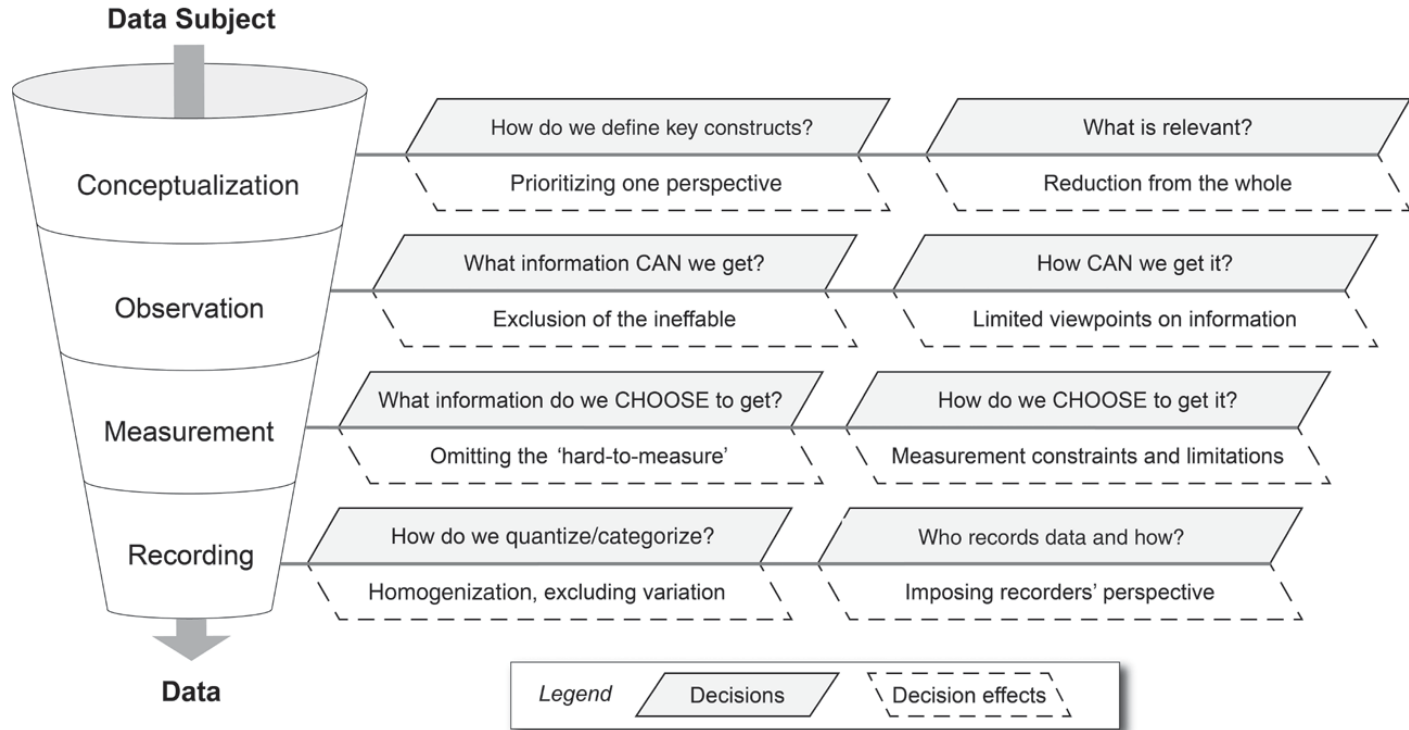 Data Subject
How do we define key constructs?
What is relevant?
Conceptualization
Prioritizing one perspective
Reduction from the whole
What information CAN we get?
How CAN we get it?
Observation
Exclusion of the ineffable
Limited viewpoints on information
What information do we CHOOSE to get?
How do we CHOOSE to get it?
Measurement
Omitting the ‘hard-to-measure’
Measurement constraints and limitations
How do we quantize/categorize?
Who records data and how?
Recording
Homogenization, excluding variation
Imposing recorders’ perspective
Data
Legend
Decisions
Decision effects